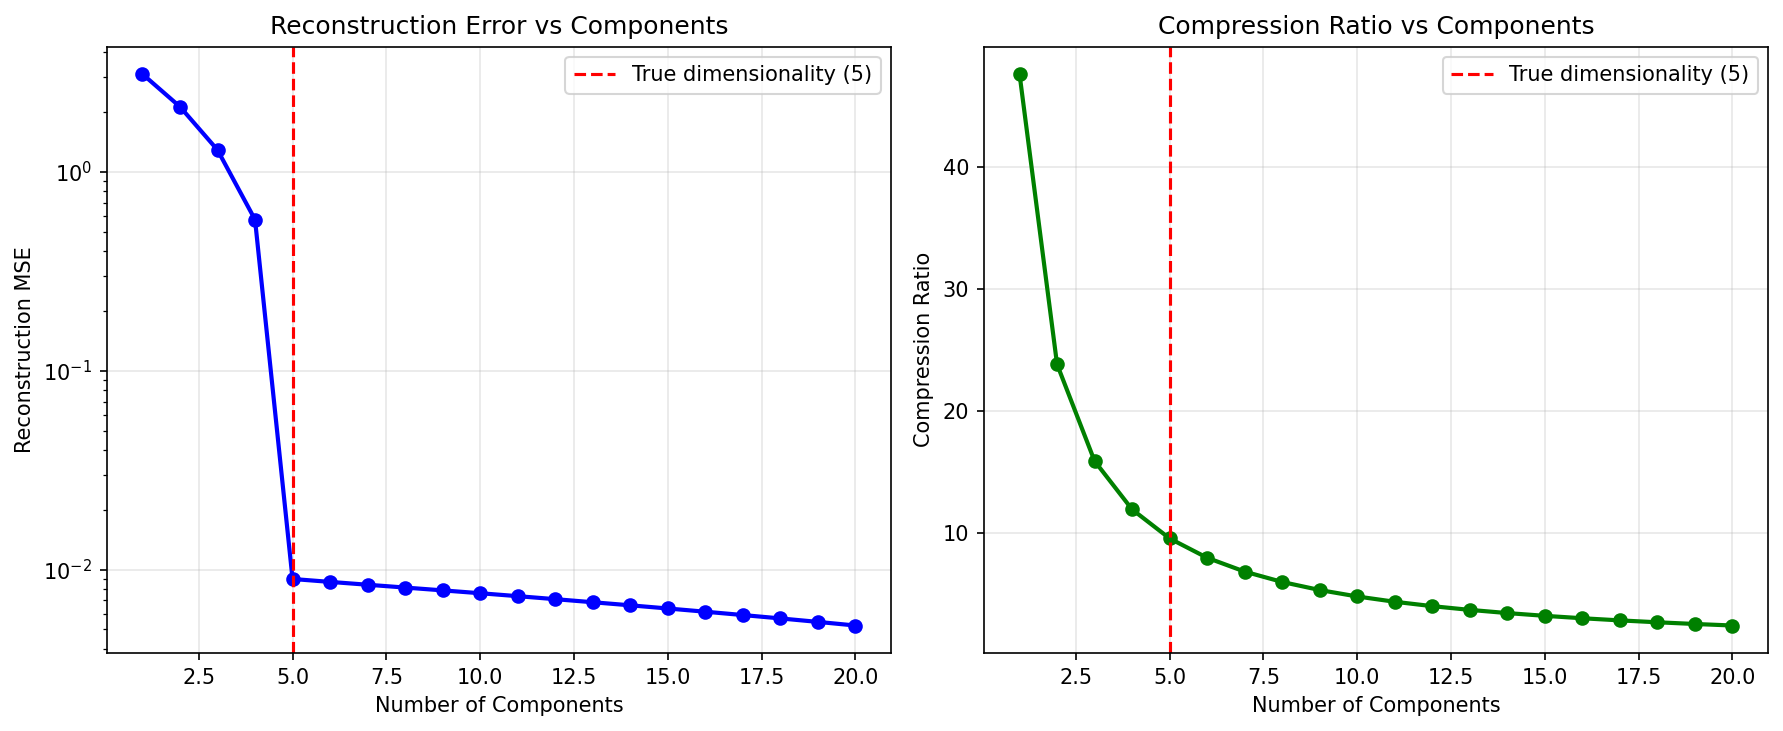 Reconstruction Error vs Components
True dimensionality (5)
Reconstruction MSE
10⁰
10⁻¹
10⁻²
2.5 5.0 7.5 10.0 12.5 15.0 17.5 20.0
Number of Components
Compression Ratio vs Components
True dimensionality (5)
Compression Ratio
40
30
20
10
2.5 5.0 7.5 10.0 12.5 15.0 17.5 20.0
Number of Components